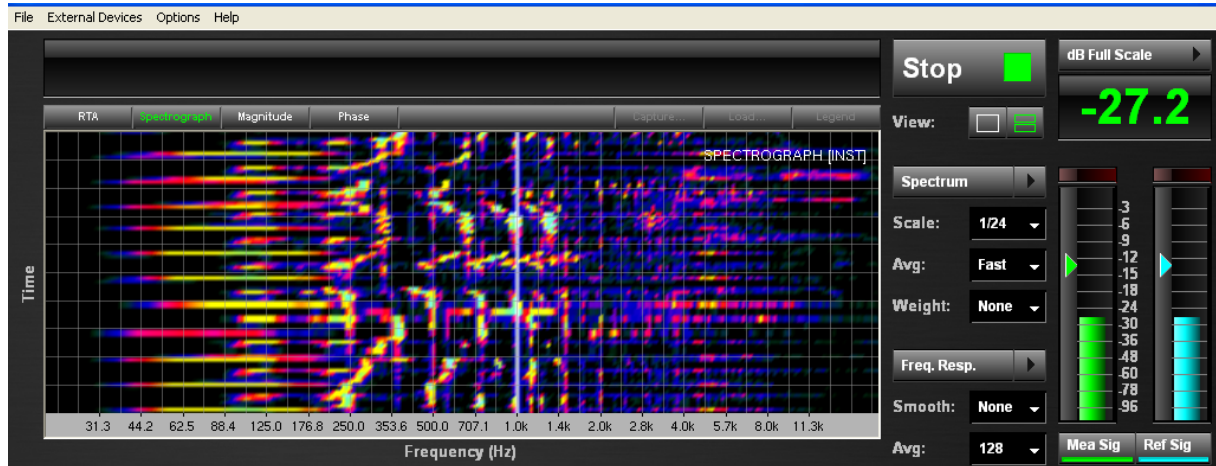 File External Devices Options Help
Stop
dB Full Scale
-27.2
RTA Spectrograph Magnitude Phase Capture... Load... Legend
View:
SPECTROGRAPH [INST]
Spectrum
Scale: 1/24
Avg: Fast
Weight: None
Freq. Resp.
Smooth: None
Avg: 128
-3
-6
-9
-12
-15
-18
-24
-30
-36
-48
-60
-78
-96
Mea Sig Ref Sig
Time
31.3 44.2 62.5 88.4 125.0 176.8 250.0 353.6 500.0 707.1 1.0k 1.4k 2.0k 2.8k 4.0k 5.7k 8.0k 11.3k
Frequency (Hz)